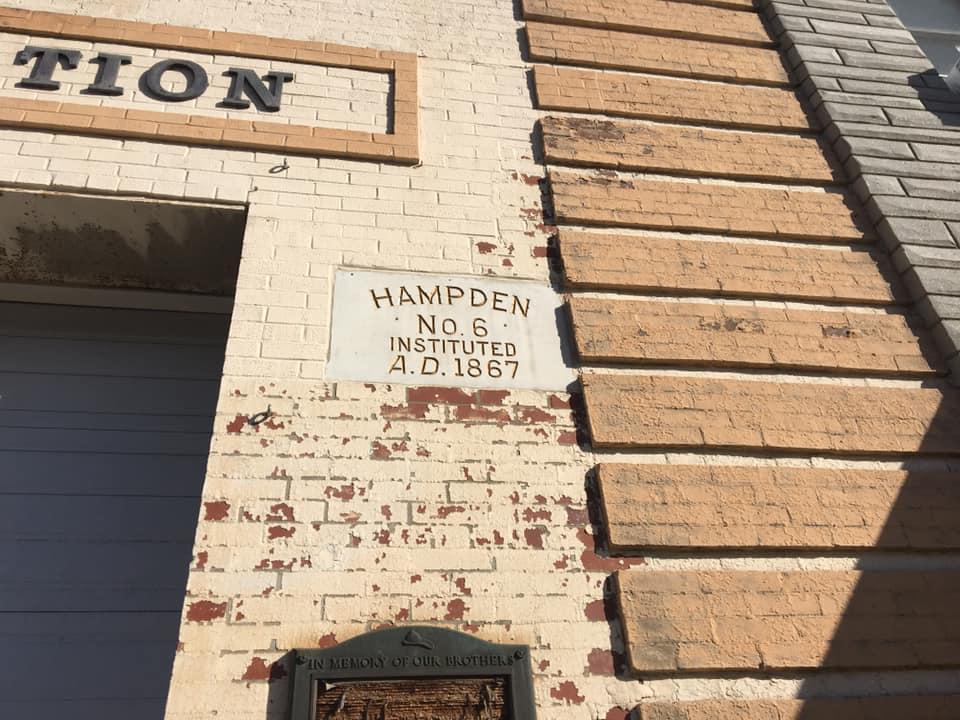 TION
HAMPDEN
No. 6
INSTITUTED
A.D. 1867
IN MEMORY OF OUR BROTHERS